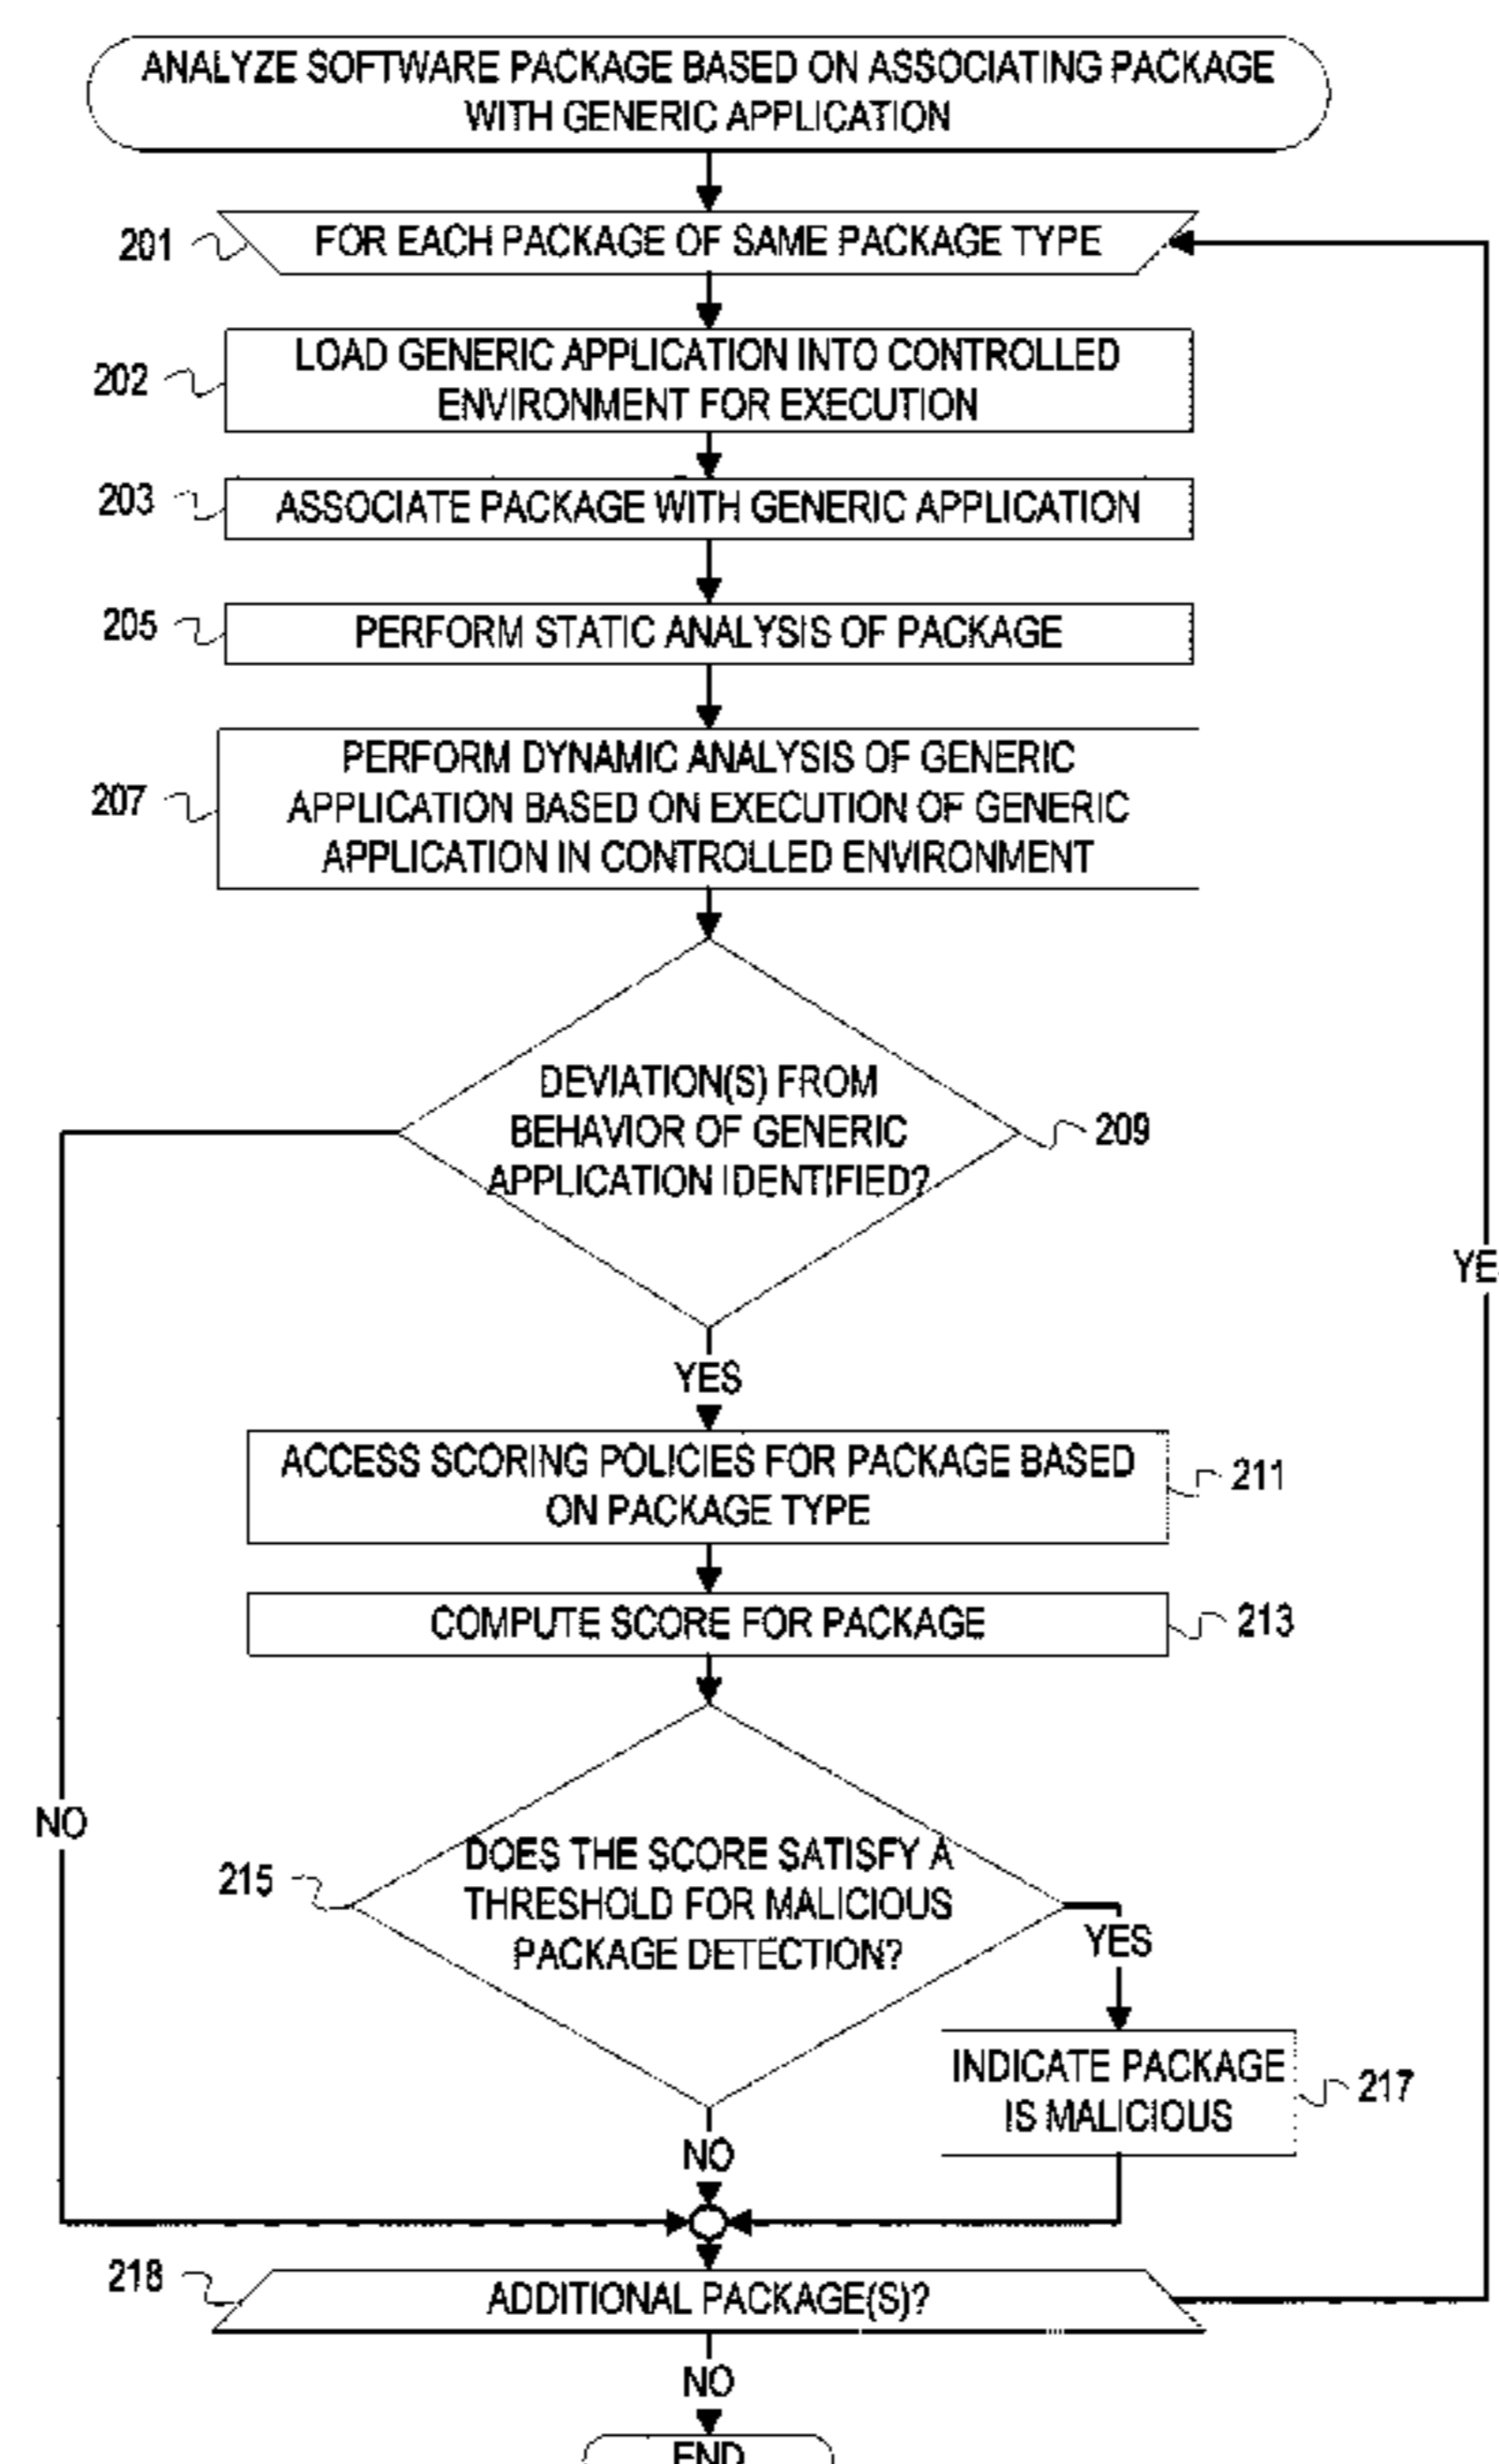 ANALYZE SOFTWARE PACKAGE BASED ON ASSOCIATING PACKAGE
WITH GENERIC APPLICATION
201
FOR EACH PACKAGE OF SAME PACKAGE TYPE
202
LOAD GENERIC APPLICATION INTO CONTROLLED
ENVIRONMENT FOR EXECUTION
203
ASSOCIATE PACKAGE WITH GENERIC APPLICATION
205
PERFORM STATIC ANALYSIS OF PACKAGE
207
PERFORM DYNAMIC ANALYSIS OF GENERIC
APPLICATION BASED ON EXECUTION OF GENERIC
APPLICATION IN CONTROLLED ENVIRONMENT
DEVIATION(S) FROM
BEHAVIOR OF GENERIC
APPLICATION IDENTIFIED?
209
YE
YES
ACCESS SCORING POLICIES FOR PACKAGE BASED
ON PACKAGE TYPE
211
COMPUTE SCORE FOR PACKAGE
213
NO
215
DOES THE SCORE SATISFY A
THRESHOLD FOR MALICIOUS
PACKAGE DETECTION?
YES
INDICATE PACKAGE
IS MALICIOUS
217
NO
218
ADDITIONAL PACKAGE(S)?
NO
END